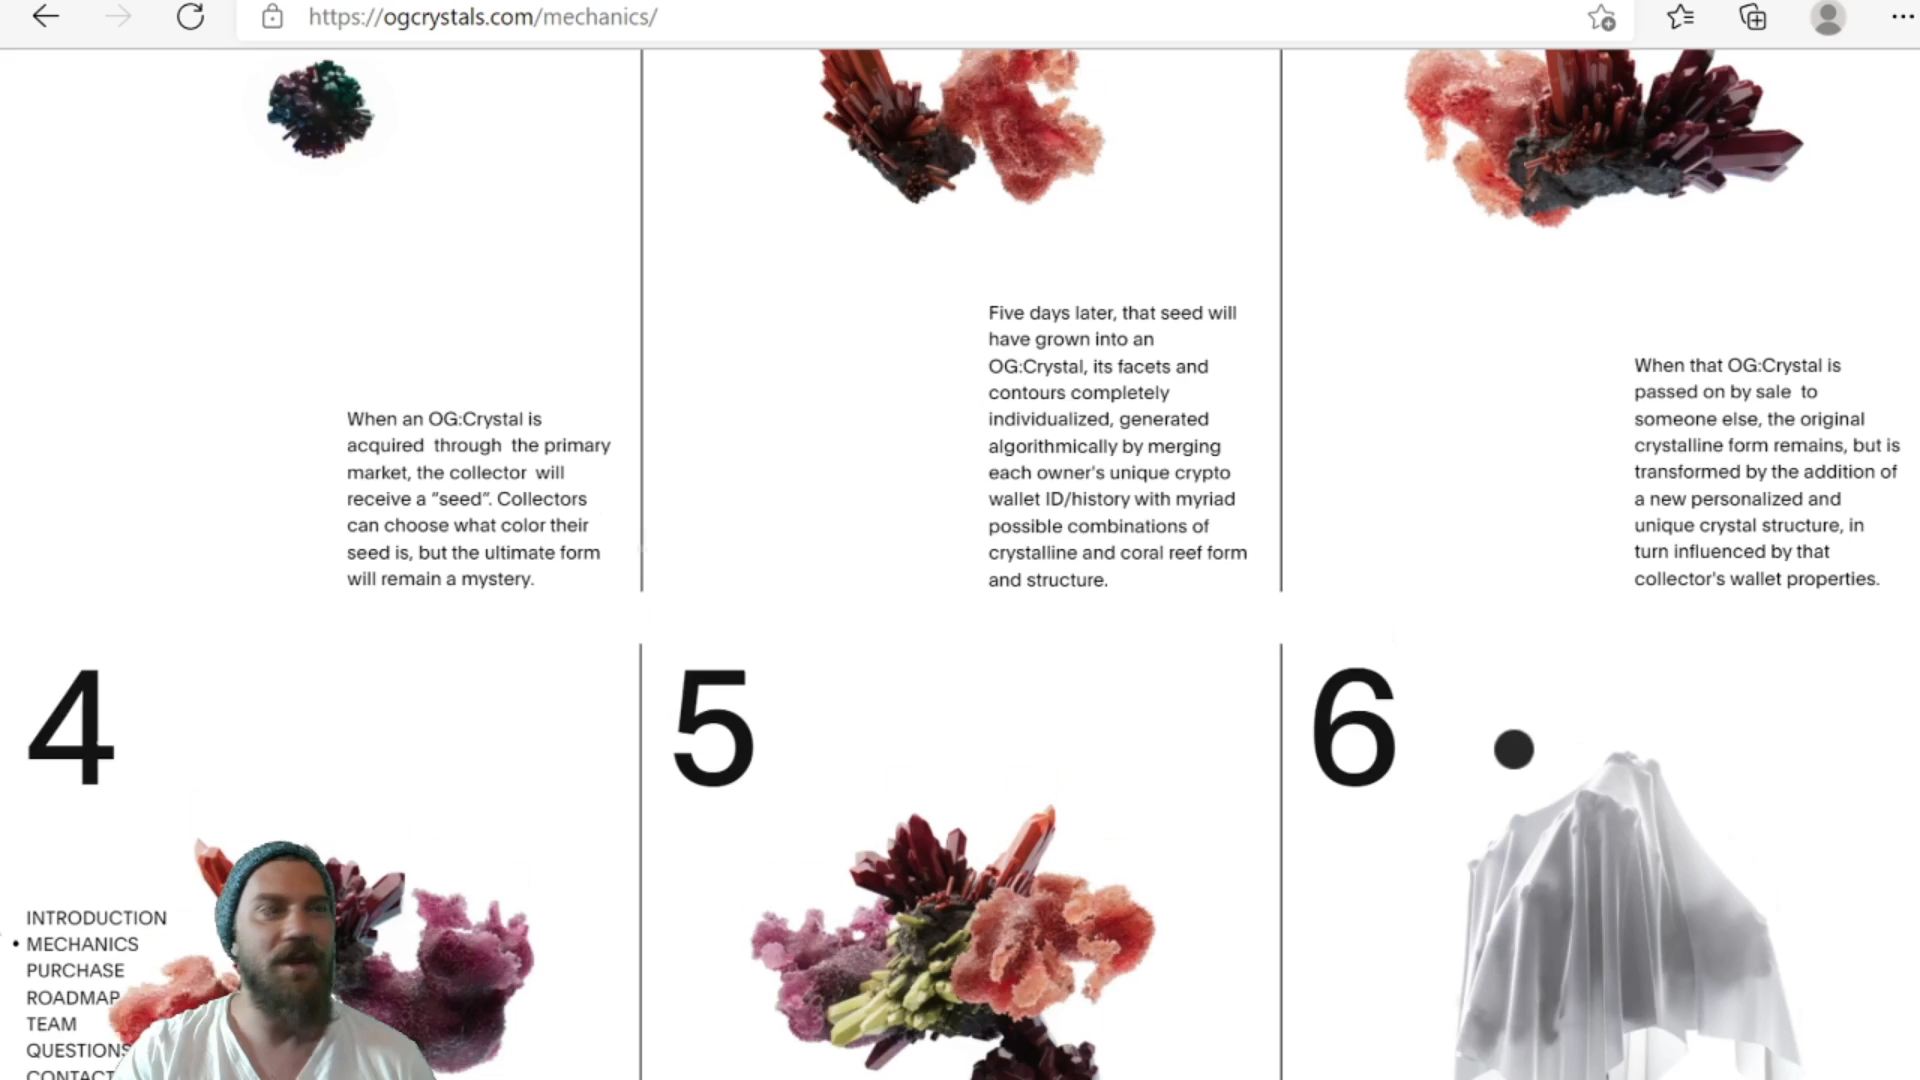 https://ogcrystals.com/mechanics/
When an OG:Crystal is
acquired through the primary
market, the collector will
receive a “seed”. Collectors
can choose what color their
seed is, but the ultimate form
will remain a mystery.
Five days later, that seed will
have grown into an
OG:Crystal, its facets and
contours completely
individualized, generated
algorithmically by merging
each owner's unique crypto
wallet ID/history with myriad
possible combinations of
crystalline and coral reef form
and structure.
When that OG:Crystal is
passed on by sale to
someone else, the original
crystalline form remains, but is
transformed by the addition of
a new personalized and
unique crystal structure, in
turn influenced by that
collector's wallet properties.
4
5
6
INTRODUCTION
• MECHANICS
PURCHASE
ROADMAP
TEAM
QUESTIONS
CONTACT